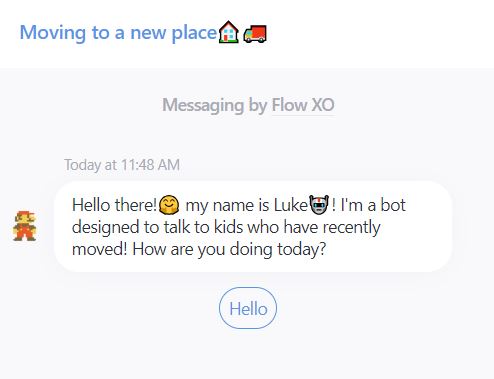 Moving to a new place🏠🚚
Messaging by Flow XO
Today at 11:48 AM
Hello there!🤗 my name is Luke🤖! I'm a bot
designed to talk to kids who have recently
moved! How are you doing today?
Hello